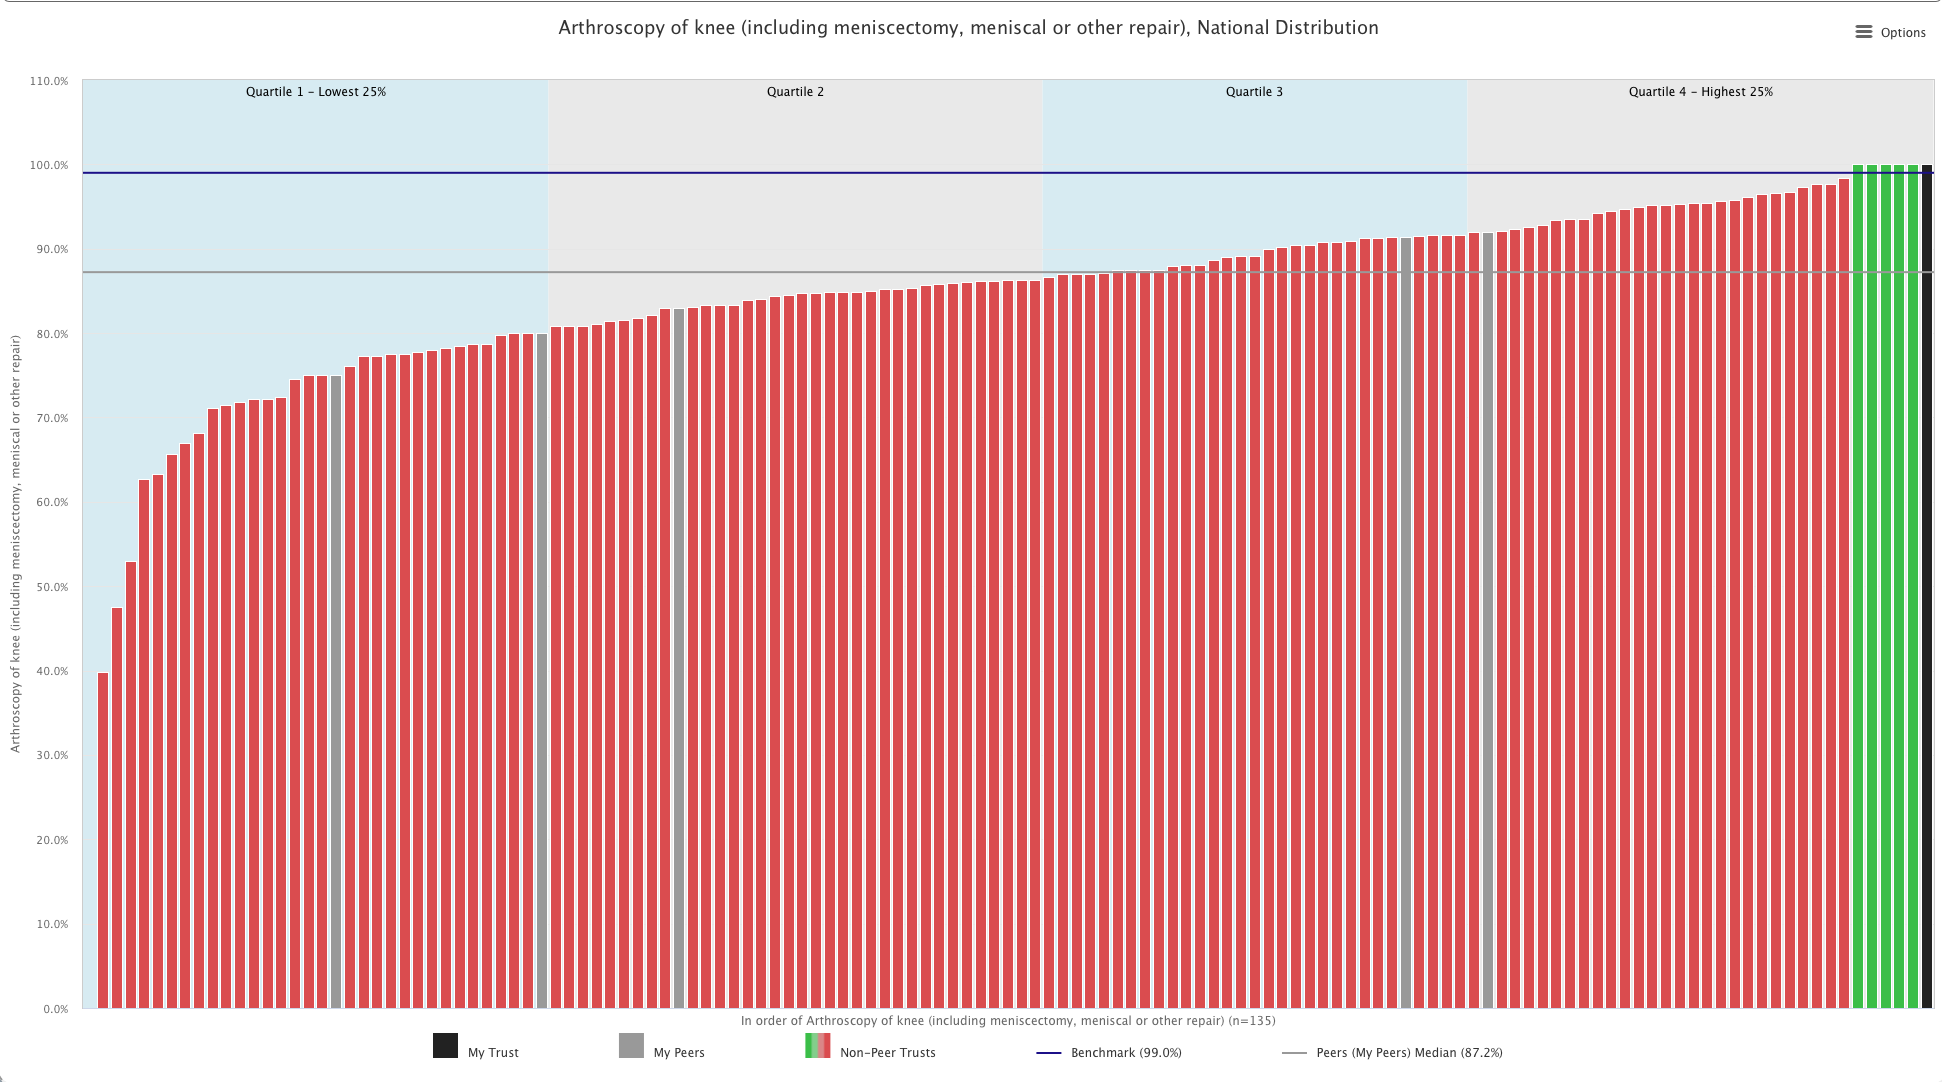 Arthroscopy of knee (including meniscectomy, meniscal or other repair), National Distribution
Options
110.0%
100.0%
90.0%
80.0%
70.0%
60.0%
50.0%
40.0%
30.0%
20.0%
10.0%
0.0%
Arthroscopy of knee (including meniscectomy, meniscal or other repair)
Quartile 1 - Lowest 25%
Quartile 2
Quartile 3
Quartile 4 - Highest 25%
In order of Arthroscopy of knee (including meniscectomy, meniscal or other repair) (n=135)
My Trust
My Peers
Non-Peer Trusts
Benchmark (99.0%)
Peers (My Peers) Median (87.2%)